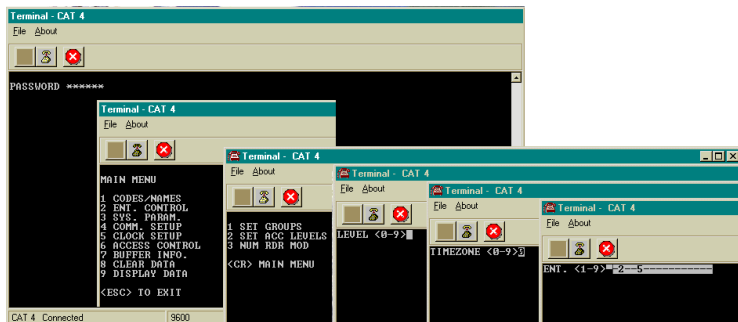 Terminal - CAT 4
File About
PASSWORD ******
Terminal - CAT 4
File About
MAIN MENU
1 CODES/NAMES
2 ENT. CONTROL
3 SYS. PARAM.
4 COMM. SETUP
5 CLOCK SETUP
6 ACCESS CONTROL
7 BUFFER INFO.
8 CLEAR DATA
9 DISPLAY DATA
<ESC> TO EXIT
Terminal - CAT 4
File About
1 SET GROUPS
2 SET ACC LEVELS
3 NUM RDR MOD
<CR> MAIN MENU
Terminal - CAT 4
File About
LEVEL <0-9>
Terminal - CAT 4
File About
TIMEZONE <0-9>
Terminal - CAT 4
File About
ENT. <1-9> -2--5------------
CAT 4 Connected
9600